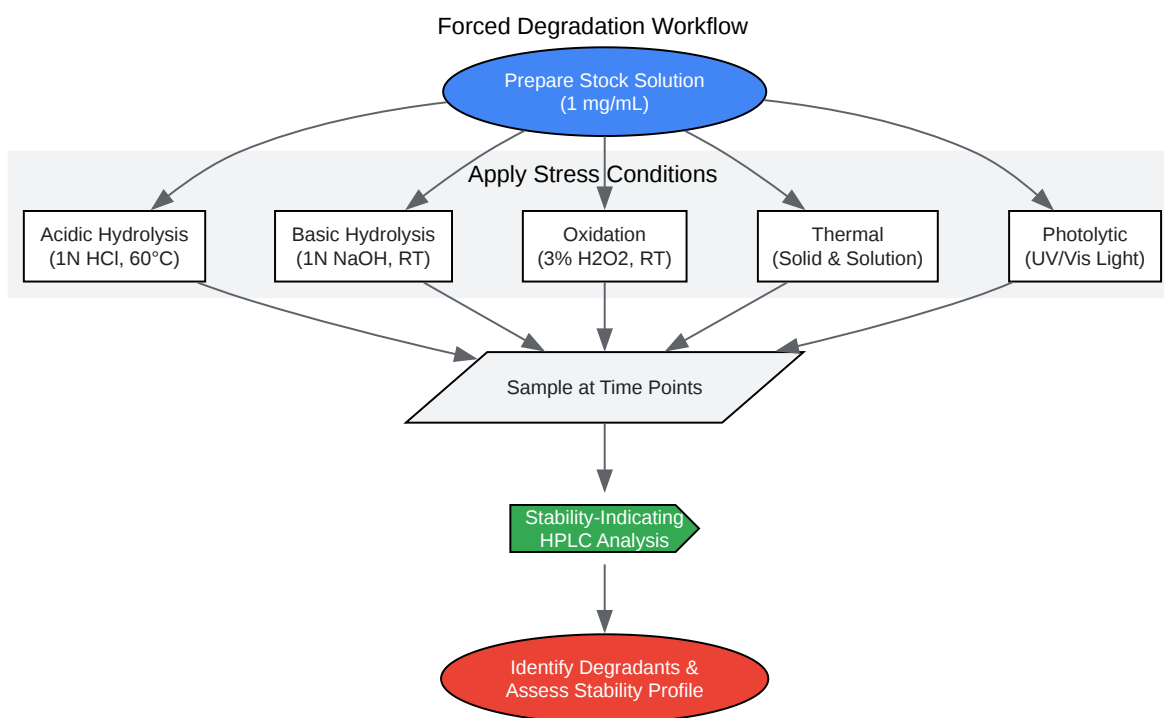 Forced Degradation Workflow
Prepare Stock Solution
(1 mg/mL)
Apply Stress Conditions
Acidic Hydrolysis
(1N HCl, 60°C)
Basic Hydrolysis
(1N NaOH, RT)
Oxidation
(3% H2O2, RT)
Thermal
(Solid & Solution)
Photolytic
(UV/Vis Light)
Sample at Time Points
Stability-Indicating
HPLC Analysis
Identify Degradants &
Assess Stability Profile